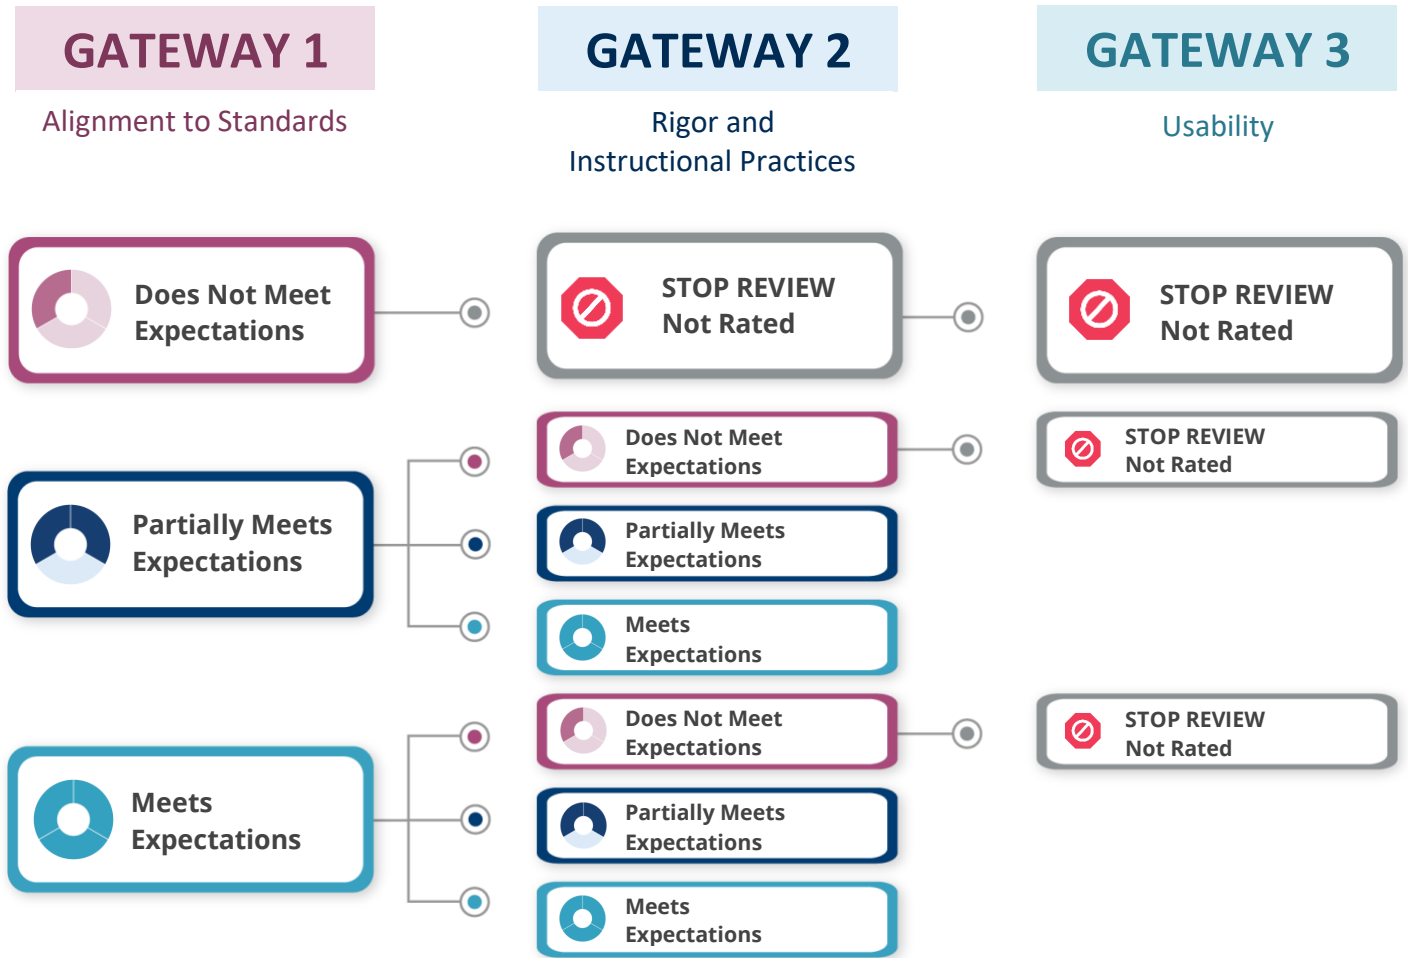 GATEWAY 1
Alignment to Standards
GATEWAY 2
Rigor and
Instructional Practices
GATEWAY 3
Usability
Does Not Meet
Expectations
STOP REVIEW
Not Rated
STOP REVIEW
Not Rated
Partially Meets
Expectations
Does Not Meet
Expectations
STOP REVIEW
Not Rated
Partially Meets
Expectations
Meets
Expectations
Meets
Expectations
Does Not Meet
Expectations
STOP REVIEW
Not Rated
Partially Meets
Expectations
Meets
Expectations